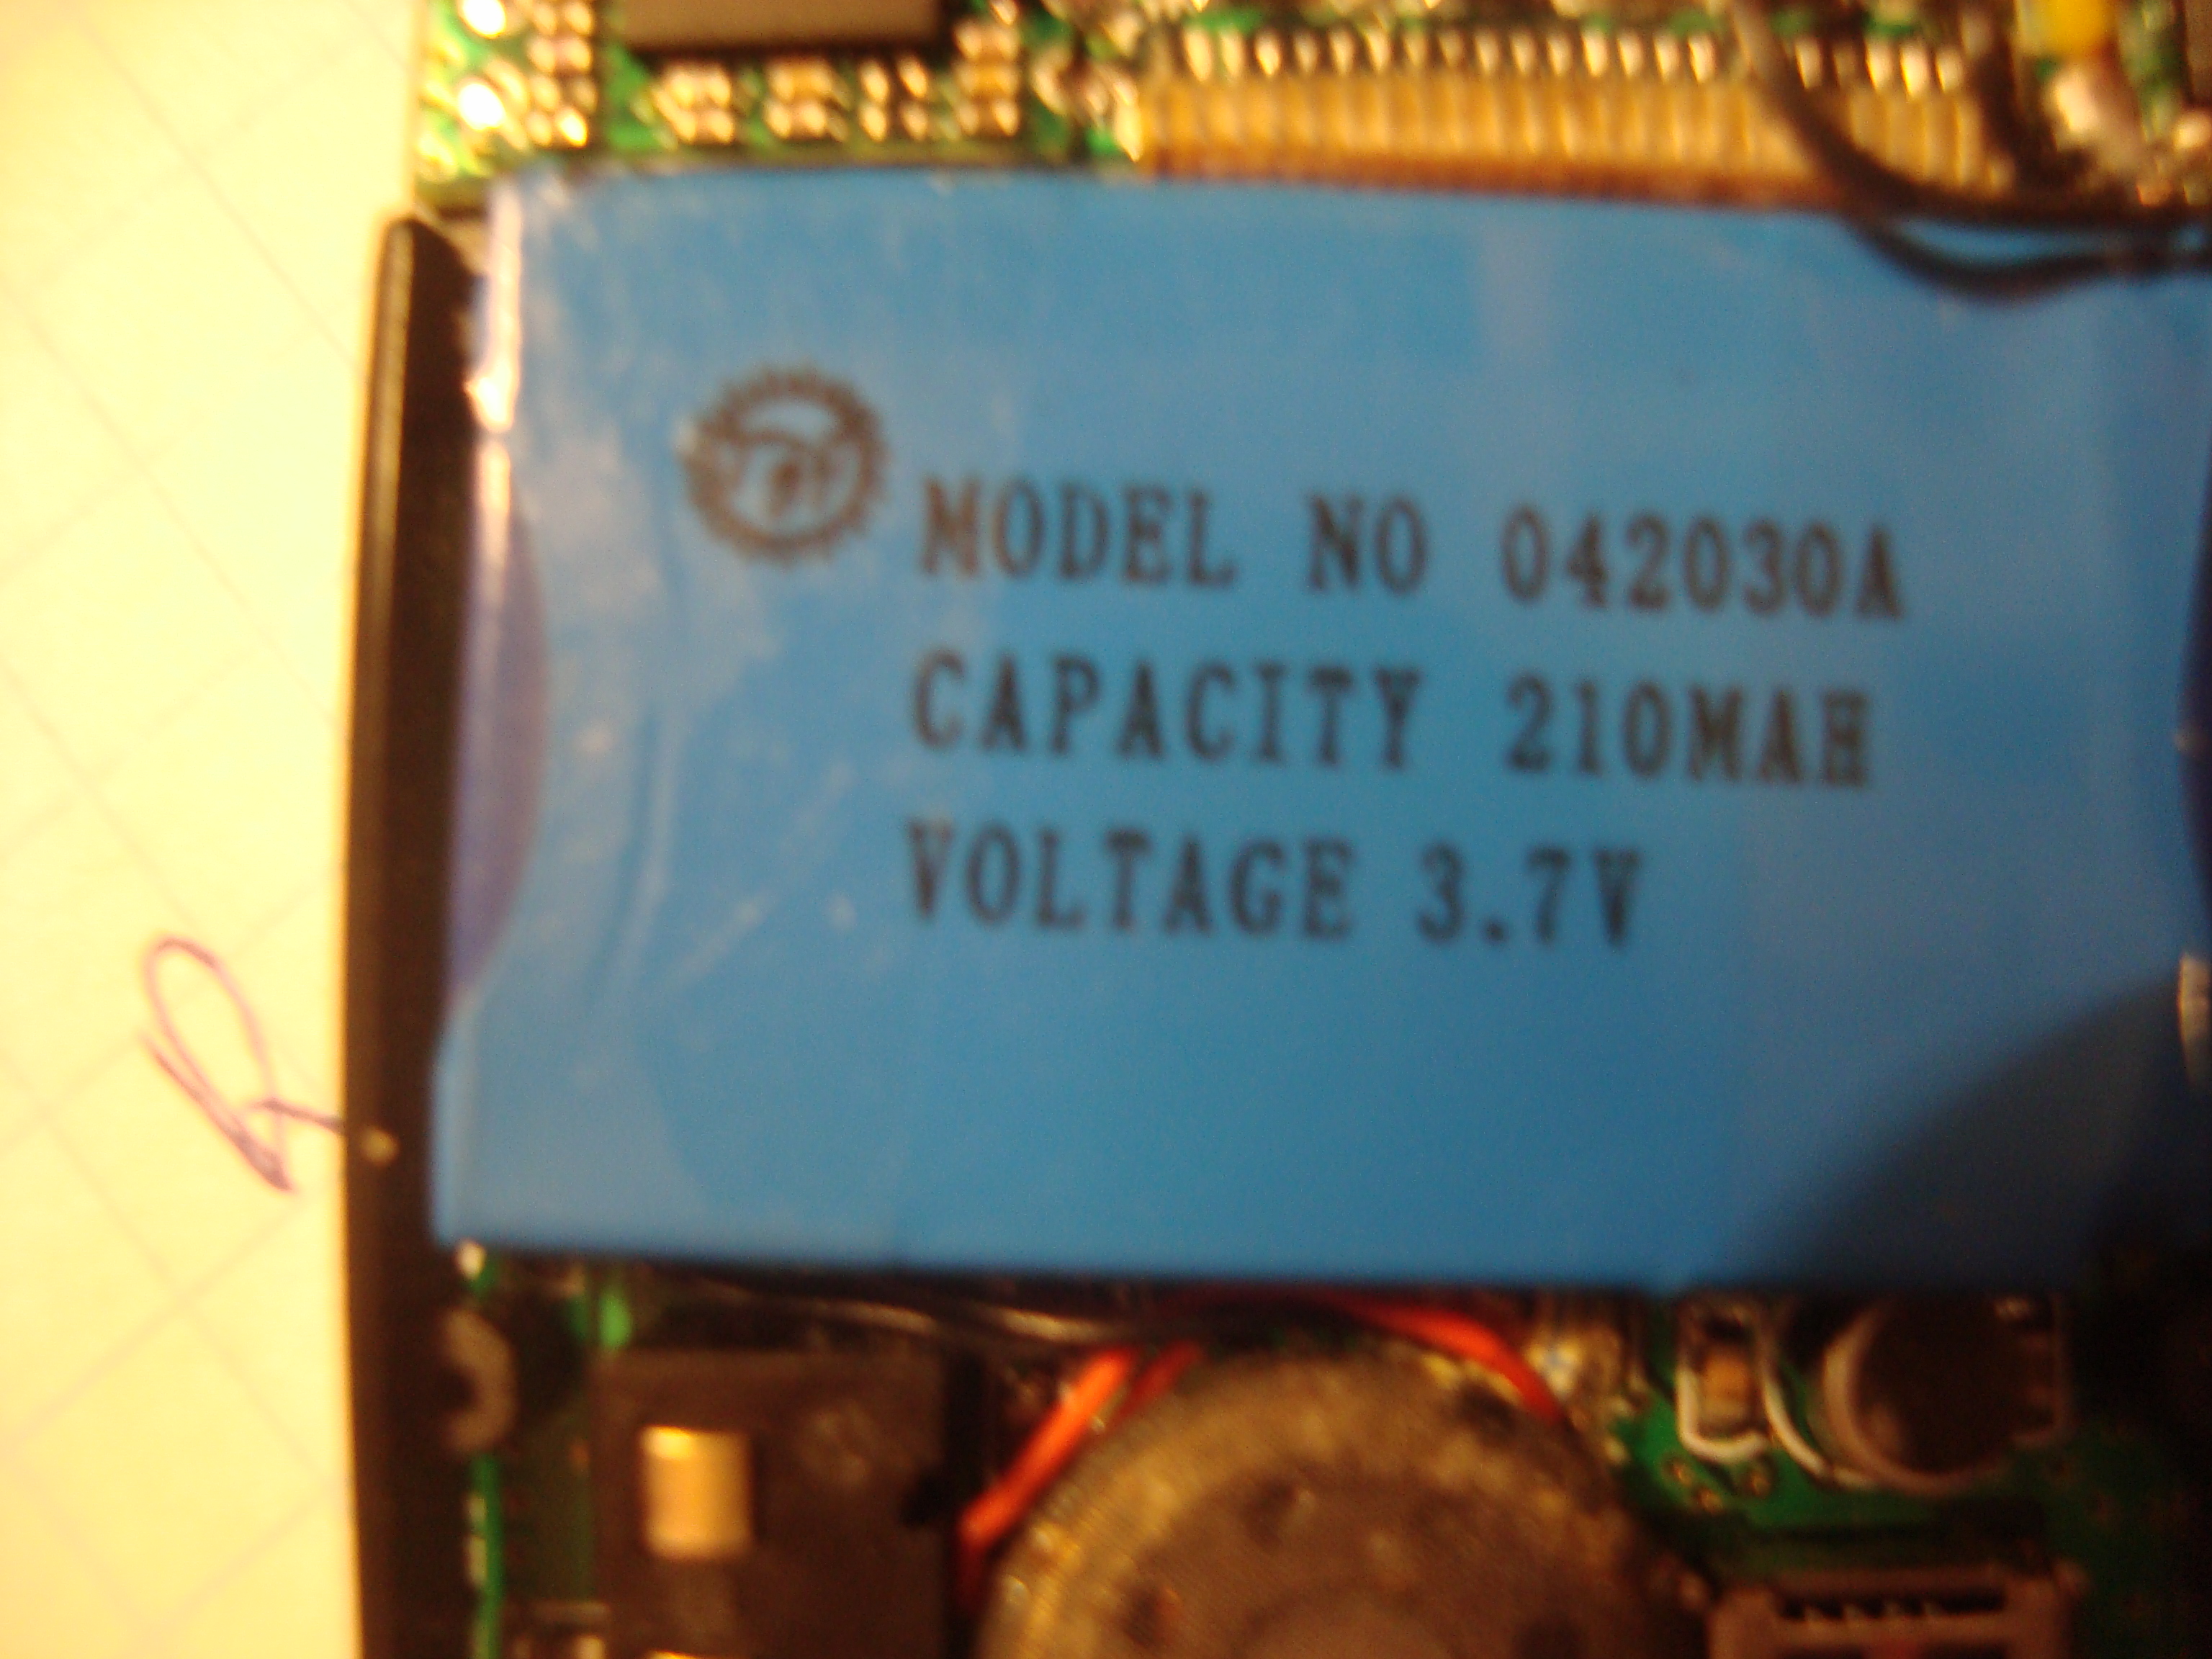 MODEL NO 042030A
CAPACITY 210MAH
VOLTAGE 3.7V